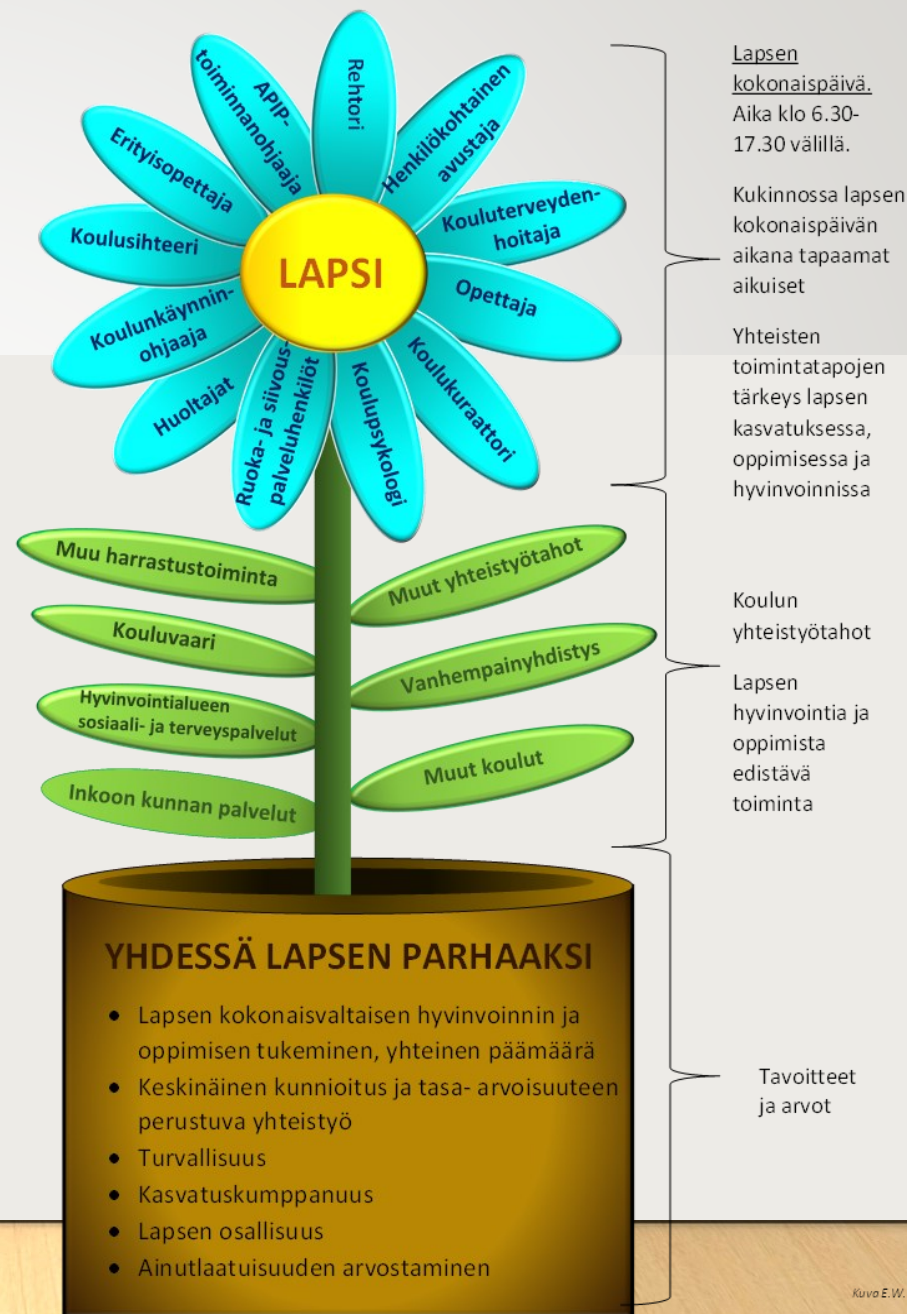 Rehtori
Henkilökohtainen
avustaja
Kouluterveyden-
hoitaja
Opettaja
Koulukuraattori
Koulupsykologi
Ruoka- ja siivous-
palveluhenkilöt
Huoltajat
Koulunkäynnin-
ohjaaja
Koulusihteeri
Erityisopettaja
APIP-
toiminnanohjaaja
LAPSI
Lapsen
kokonaispäivä.
Aika klo 6.30-
17.30 välillä.
Kukinnossa lapsen
kokonaispäivän
aikana tapaamat
aikuiset
Yhteisten
toimintatapojen
tärkeys lapsen
kasvatuksessa,
oppimisessa ja
hyvinvoinnissa
Muu harrastustoiminta
Kouluvaari
Hyvinvointialueen
sosiaali- ja terveyspalvelut
Inkoon kunnan palvelut
Muut yhteistyötahot
Vanhempainyhdistys
Muut koulut
Koulun
yhteistyötahot
Lapsen
hyvinvointia ja
oppimista
edistävä
toiminta
YHDESSÄ LAPSEN PARHAAKSI
• Lapsen kokonaisvaltaisen hyvinvoinnin ja
oppimisen tukeminen, yhteinen päämäärä
• Keskinäinen kunnioitus ja tasa- arvoisuuteen
perustuva yhteistyö
• Turvallisuus
• Kasvatuskumppanuus
• Lapsen osallisuus
• Ainutlaatuisuuden arvostaminen
Tavoitteet
ja arvot
Kuva E.W.